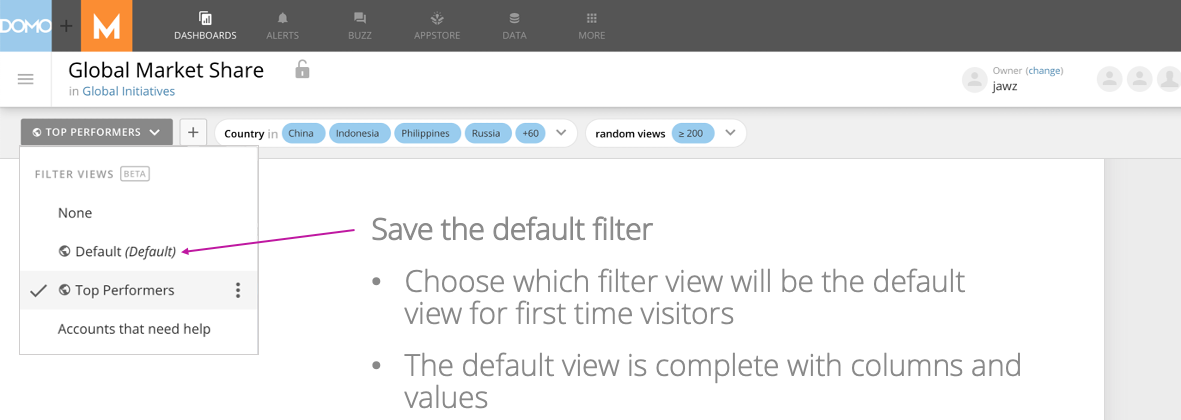 DOMO + M
DASHBOARDS ALERTS BUZZ APPSTORE DATA MORE
Global Market Share
in Global Initiatives
Owner (change)
jawz
TOP PERFORMERS + Country in China Indonesia Philippines Russia +60 random views ≥ 200
FILTER VIEWS BETA
None
Default (Default)
Top Performers
Accounts that need help
Save the default filter
• Choose which filter view will be the default
view for first time visitors
• The default view is complete with columns and
values